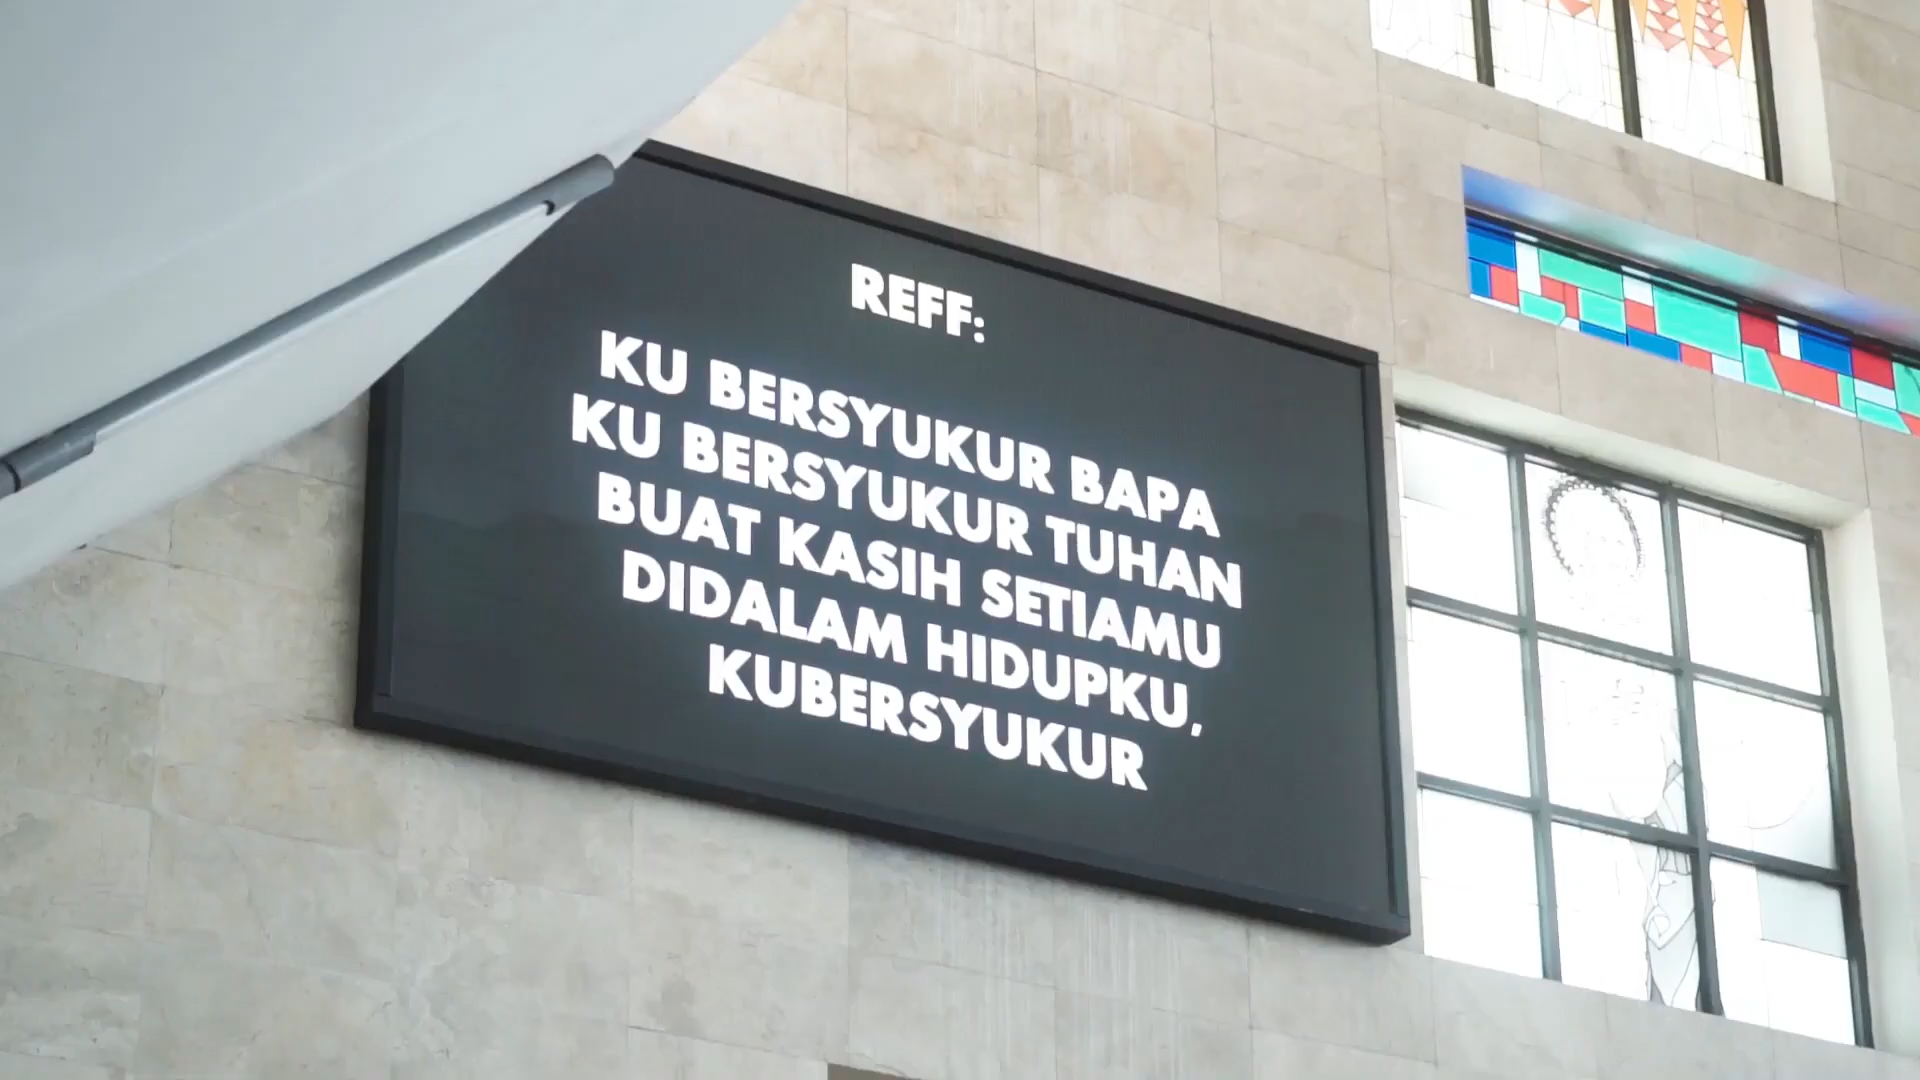 REFF:
KU BERSYUKUR BAPA
KU BERSYUKUR TUHAN
BUAT KASIH SETIAMU
DIDALAM HIDUPKU,
KUBERSYUKUR